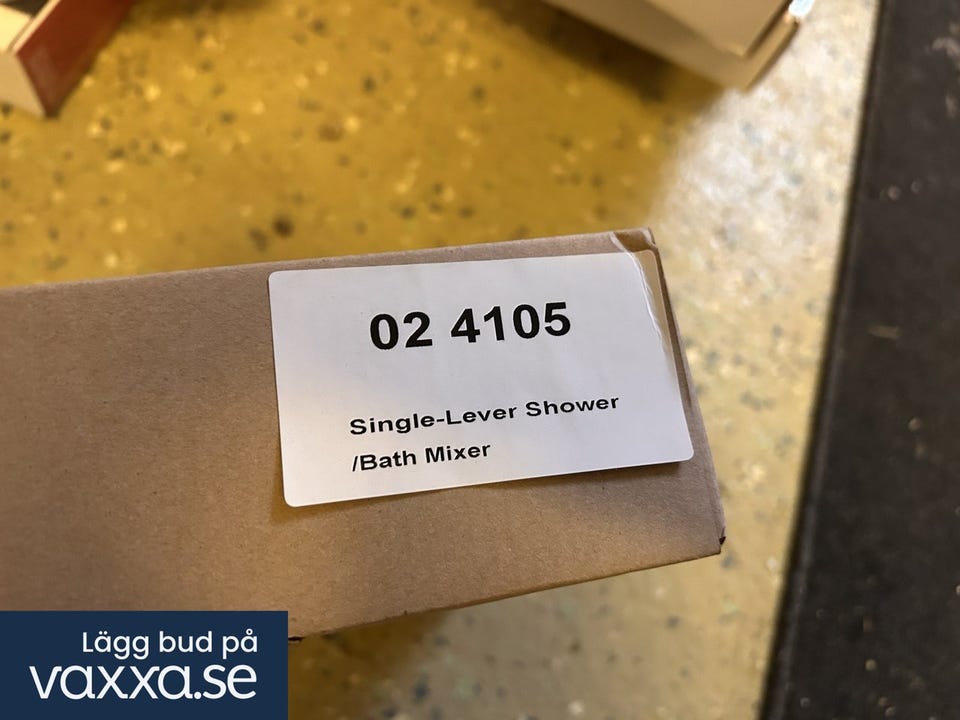 02 4105
Single-Lever Shower
/Bath Mixer
Lägg bud på
vaxxa.se